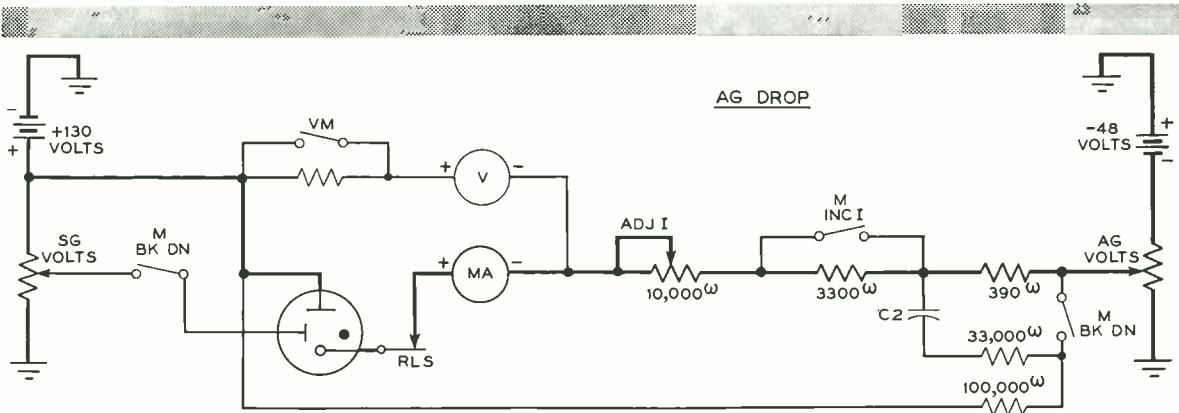 AG DROP
-
+130
VOLTS
+
VM
+ V -
+
-48
VOLTS
-
SG
VOLTS
M
BK DN
+ MA -
ADJ I
10,000ω
M
INC I
3300ω
390ω
AG
VOLTS
C2
33,000ω
M
BK DN
RLS
100,000ω